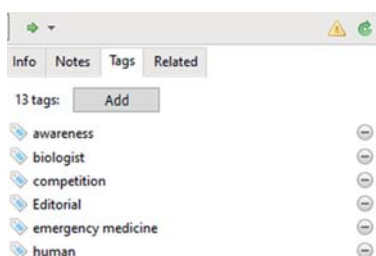 Info Notes Tags Related
13 tags: Add
awareness
biologist
competition
Editorial
emergency medicine
human